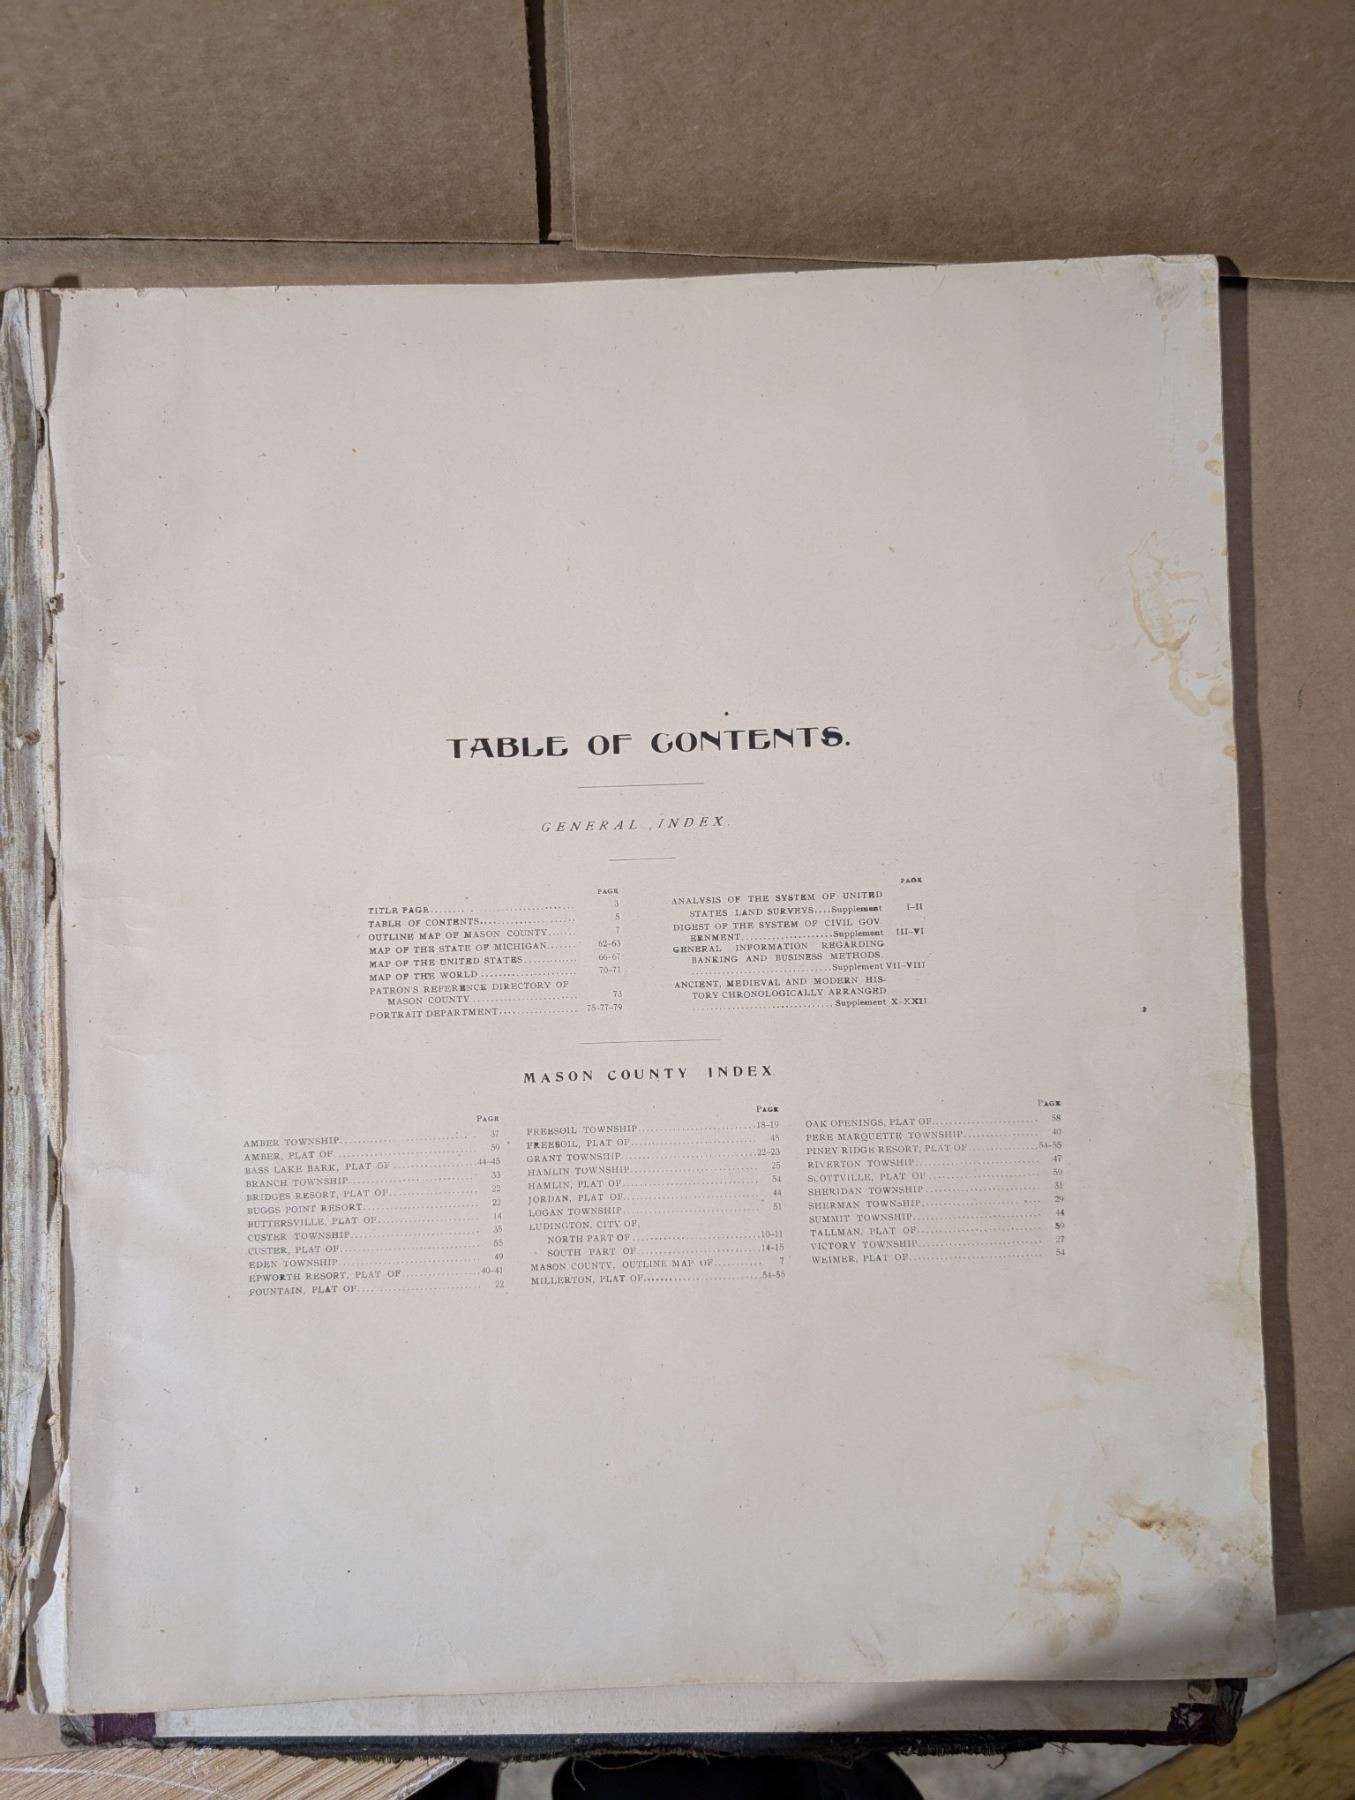 TABLE OF CONTENTS.
GENERAL INDEX.
PAGE
TITLE PAGE............................... 3
TABLE OF CONTENTS.................... 5
OUTLINE MAP OF MASON COUNTY....... 7
MAP OF THE STATE OF MICHIGAN....... 62-63
MAP OF THE UNITED STATES............ 66-67
MAP OF THE WORLD ..................... 70-71
PATRON'S REFERENCE DIRECTORY OF
MASON COUNTY ....................... 73
PORTRAIT DEPARTMENT................. 75-77-79
PAGE
ANALYSIS OF THE SYSTEM OF UNITED
STATES LAND SURVEYS....Supplement I-II
DIGEST OF THE SYSTEM OF CIVIL GOV
ERNMENT....................Supplement III-VI
GENERAL INFORMATION REGARDING
BANKING AND BUSINESS METHODS.
..............................Supplement VII-VIII
ANCIENT, MEDIEVAL AND MODERN HIS-
TORY CHRONOLOGICALLY ARRANGED
..............................Supplement X-XXII
MASON COUNTY INDEX
PAGE
AMBER TOWNSHIP........................ 37
AMBER, PLAT OF........................ 59
BASS LAKE BARK, PLAT OF .............. 44-45
BRANCH TOWNSHIP....................... 33
BRIDGES RESORT, PLAT OF............... 22
BUGGS POINT RESORT.................... 22
BUTTERSVILLE, PLAT OF................. 14
CUSTER TOWNSHIP....................... 35
CUSTER, PLAT OF....................... 55
EDEN TOWNSHIP......................... 49
EPWORTH RESORT, PLAT OF............... 40-41
FOUNTAIN, PLAT OF..................... 22
PAGE
FREESOIL TOWNSHIP .................... 18-19
FREESOIL, PLAT OF..................... 45
GRANT TOWNSHIP........................ 22-23
HAMLIN TOWNSHIP....................... 25
HAMLIN, PLAT OF....................... 54
JORDAN, PLAT OF....................... 44
LOGAN TOWNSHIP........................ 51
LUDINGTON, CITY OF,
NORTH PART OF......................... 10-11
SOUTH PART OF......................... 14-15
MASON COUNTY, OUTLINE MAP OF.......... 7
MILLERTON, PLAT OF.................... 54-55
PAGE
OAK OPENINGS, PLAT OF................. 58
PERE MARQUETTE TOWNSHIP............... 40
PINEY RIDGE RESORT, PLAT OF .......... 54-55
RIVERTON TOWSHIP...................... 47
SCOTTVILLE, PLAT OF .................. 59
SHERIDAN TOWNSHIP .................... 31
SHERMAN TOWNSHIP...................... 29
SUMMIT TOWNSHIP....................... 44
TALLMAN, PLAT OF ..................... 59
VICTORY TOWNSHIP...................... 27
WEIMER, PLAT OF....................... 54